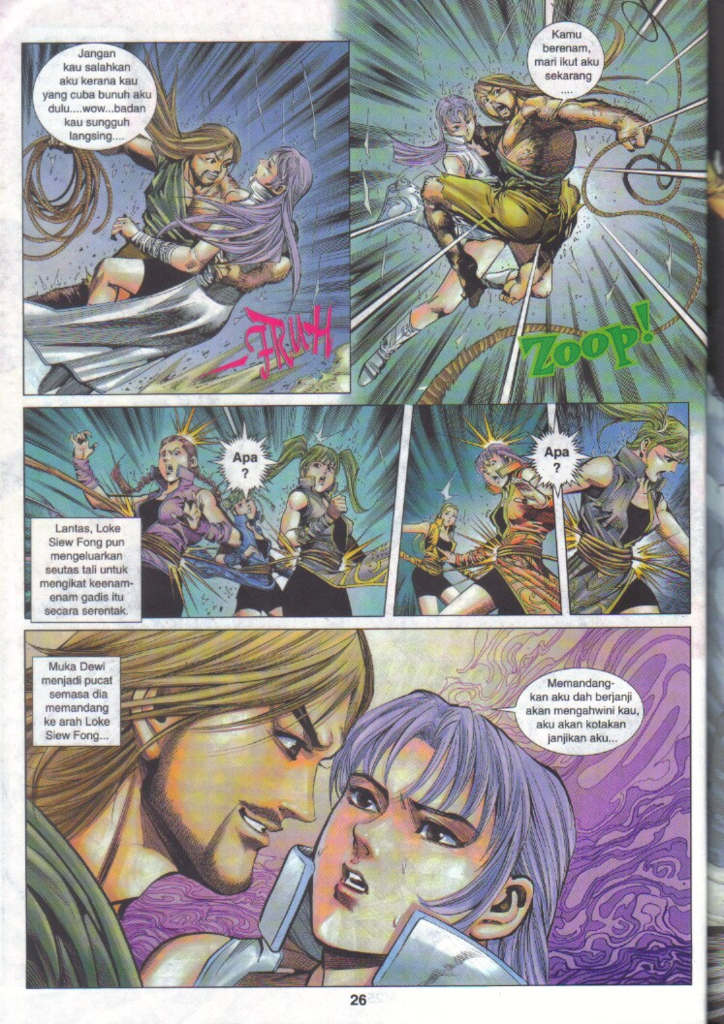 Jangan
kau salahkan
aku kerana kau
yang cuba bunuh aku
dulu....wow...badan
kau sungguh
langsing....
Kamu
berenam,
mari ikut aku
sekarang
....
ZOOP!
Apa
?
Apa
?
Lantas, Loke
Siew Fong pun
mengeluarkan
seutas tali untuk
mengikat keenam-
enam gadis itu
secara serentak.
Muka Dewi
menjadi pucat
semasa dia
memandang
ke arah Loke
Siew Fong...
Memandang-
kan aku dah berjanji
akan mengahwini kau,
aku akan kotakan
janjikan aku...
26